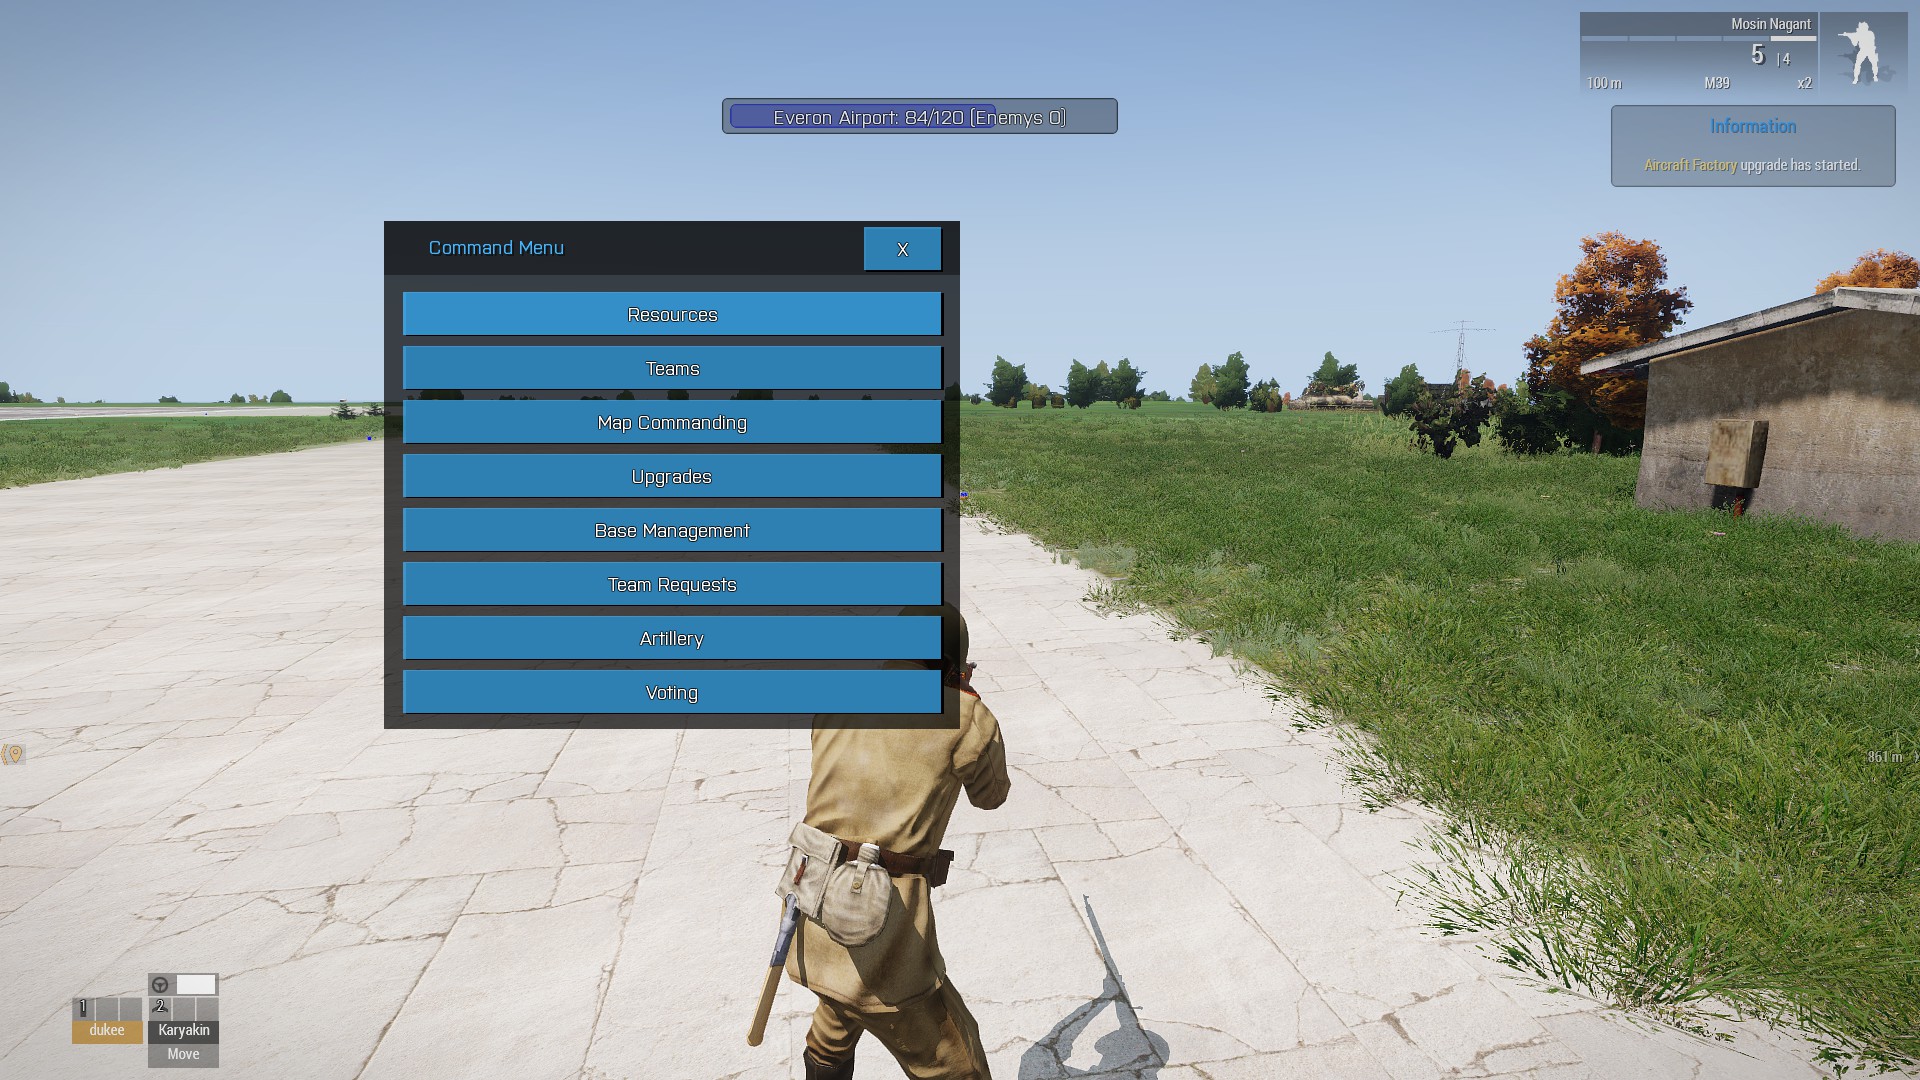 Mosin Nagant
5 | 4
100 m M39 x2
Everon Airport: 84/120 (Enemys 0)
Information
Aircraft Factory upgrade has started.
Command Menu
X
Resources
Teams
Map Commanding
Upgrades
Base Management
Team Requests
Artillery
Voting
861 m
1 2
dukee Karyakin
Move